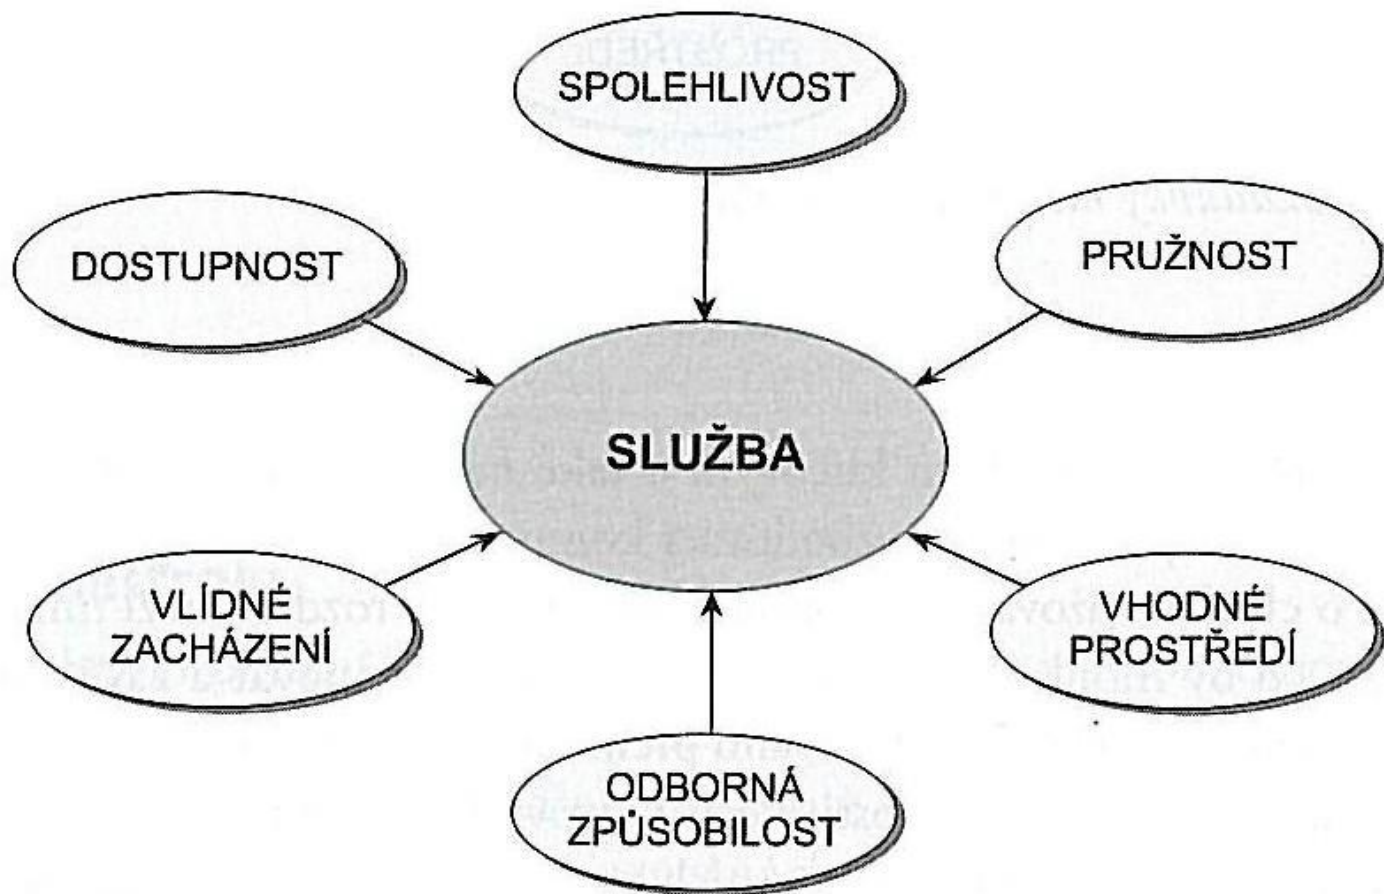 SPOLEHLIVOST
DOSTUPNOST
PRUŽNOST
SLUŽBA
VLÍDNÉ
ZACHÁZENÍ
VHODNÉ
PROSTŘEDÍ
ODBORNÁ
ZPŮSOBILOST